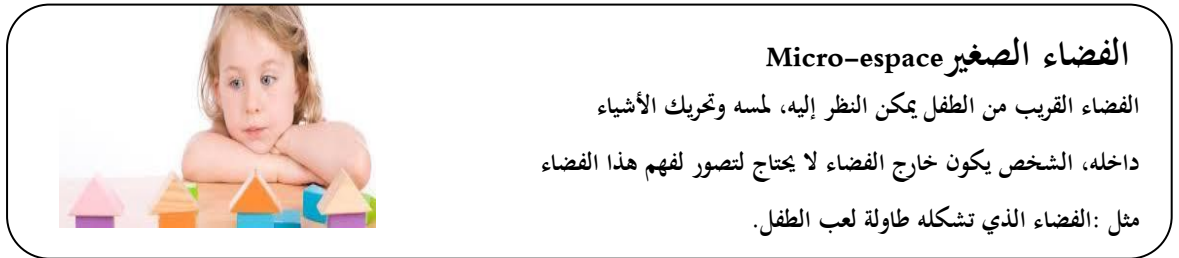 الفضاء الصغير Micro-espace
الفضاء القريب من الطفل يمكن النظر إليه، لمسه وتحريك الأشياء
داخله، الشخص يكون خارج الفضاء لا يحتاج لتصور لفهم هذا الفضاء
مثل :الفضاء الذي تشكله طاولة لعب الطفل.